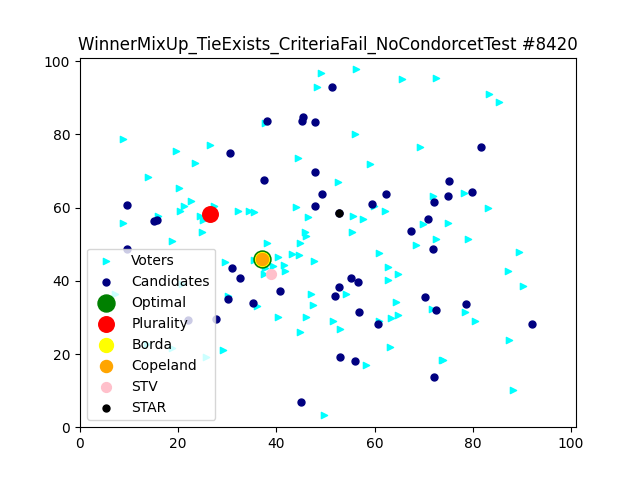 WinnerMixUp_TieExists_CriteriaFail_NoCondorcetTest #8420
100
80
60
40
20
0
Voters
Candidates
Optimal
Plurality
Borda
Copeland
STV
STAR
0 20 40 60 80 100